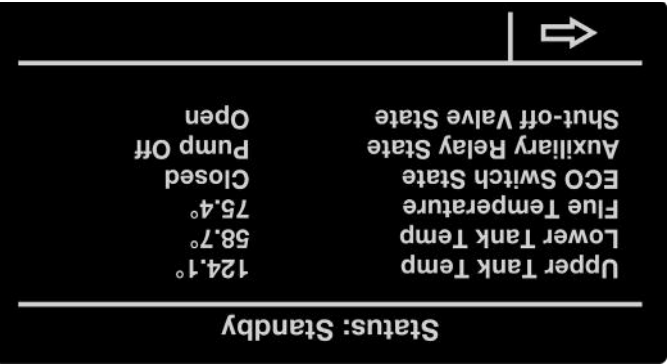 Status: Standby
Upper Tank Temp 124.1°
Lower Tank Temp 58.7°
Flue Temperature 75.4°
ECO Switch State Closed
Auxiliary Relay State Pump Off
Shut-off Valve State Open